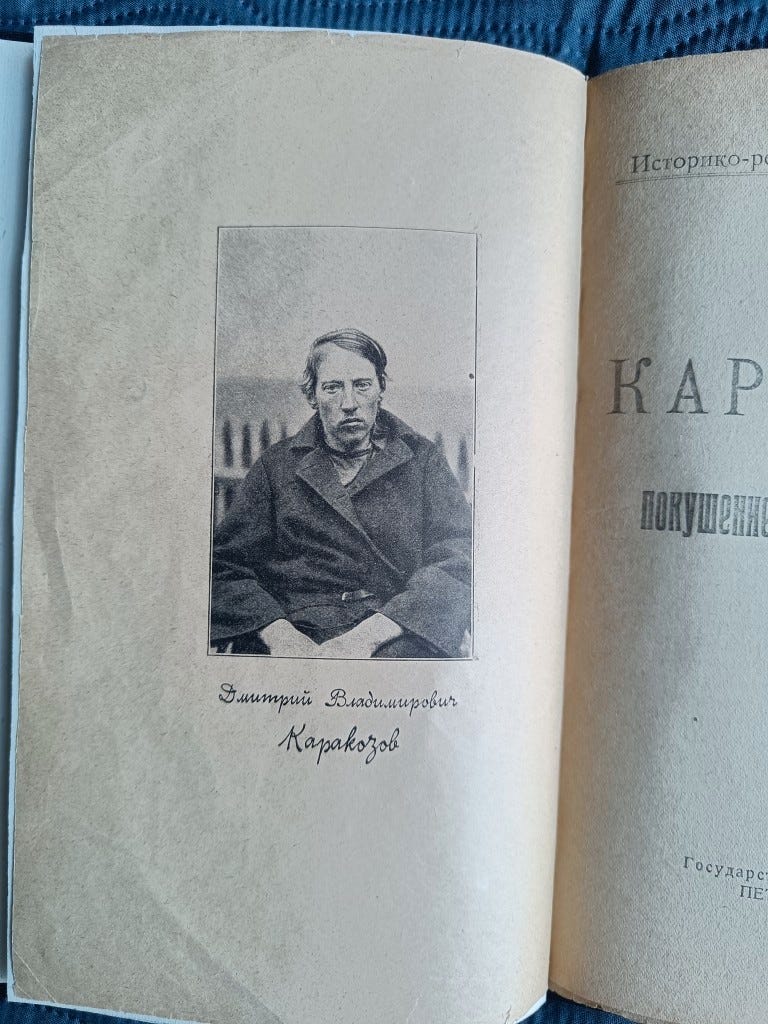 Дмитрий Владимирович
Каракозов
Историко-ре
КАР
покушение
Государст
ПЕТ